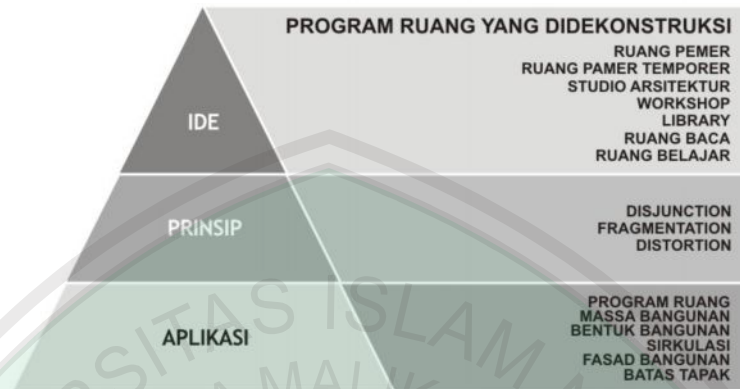 PROGRAM RUANG YANG DIDEKONSTRUKSI
RUANG PEMER
RUANG PAMER TEMPORER
STUDIO ARSITEKTUR
WORKSHOP
LIBRARY
RUANG BACA
RUANG BELAJAR
IDE
PRINSIP
DISJUNCTION
FRAGMENTATION
DISTORTION
APLIKASI
PROGRAM RUANG
MASSA BANGUNAN
BENTUK BANGUNAN
SIRKULASI
FASAD BANGUNAN
BATAS TAPAK